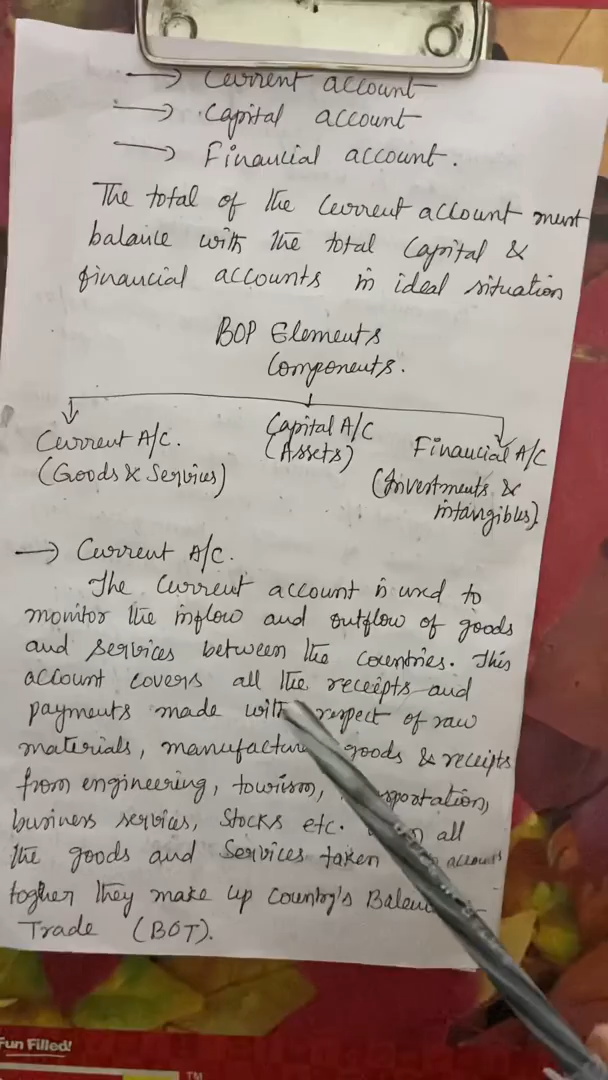 → Current account
→ Capital account
→ Financial account.
The total of the current account must
balance with the total capital &
financial accounts in ideal situation
BOP Elements
Components.
Current A/C.
(Goods & Services)
Capital A/C
(Assets)
Financial A/C
(Investments &
intangibles).
→ Current A/C.
The current account is used to
monitor the inflow and outflow of goods
and services between the countries. This
account covers all the receipts and
payments made with respect of raw
materials, goods & receipts
from engineering, tourism,
business services, Stocks etc. all
the goods and Services taken account
togher they make up Country's
Trade (BOT).
Fun Filled!
TM